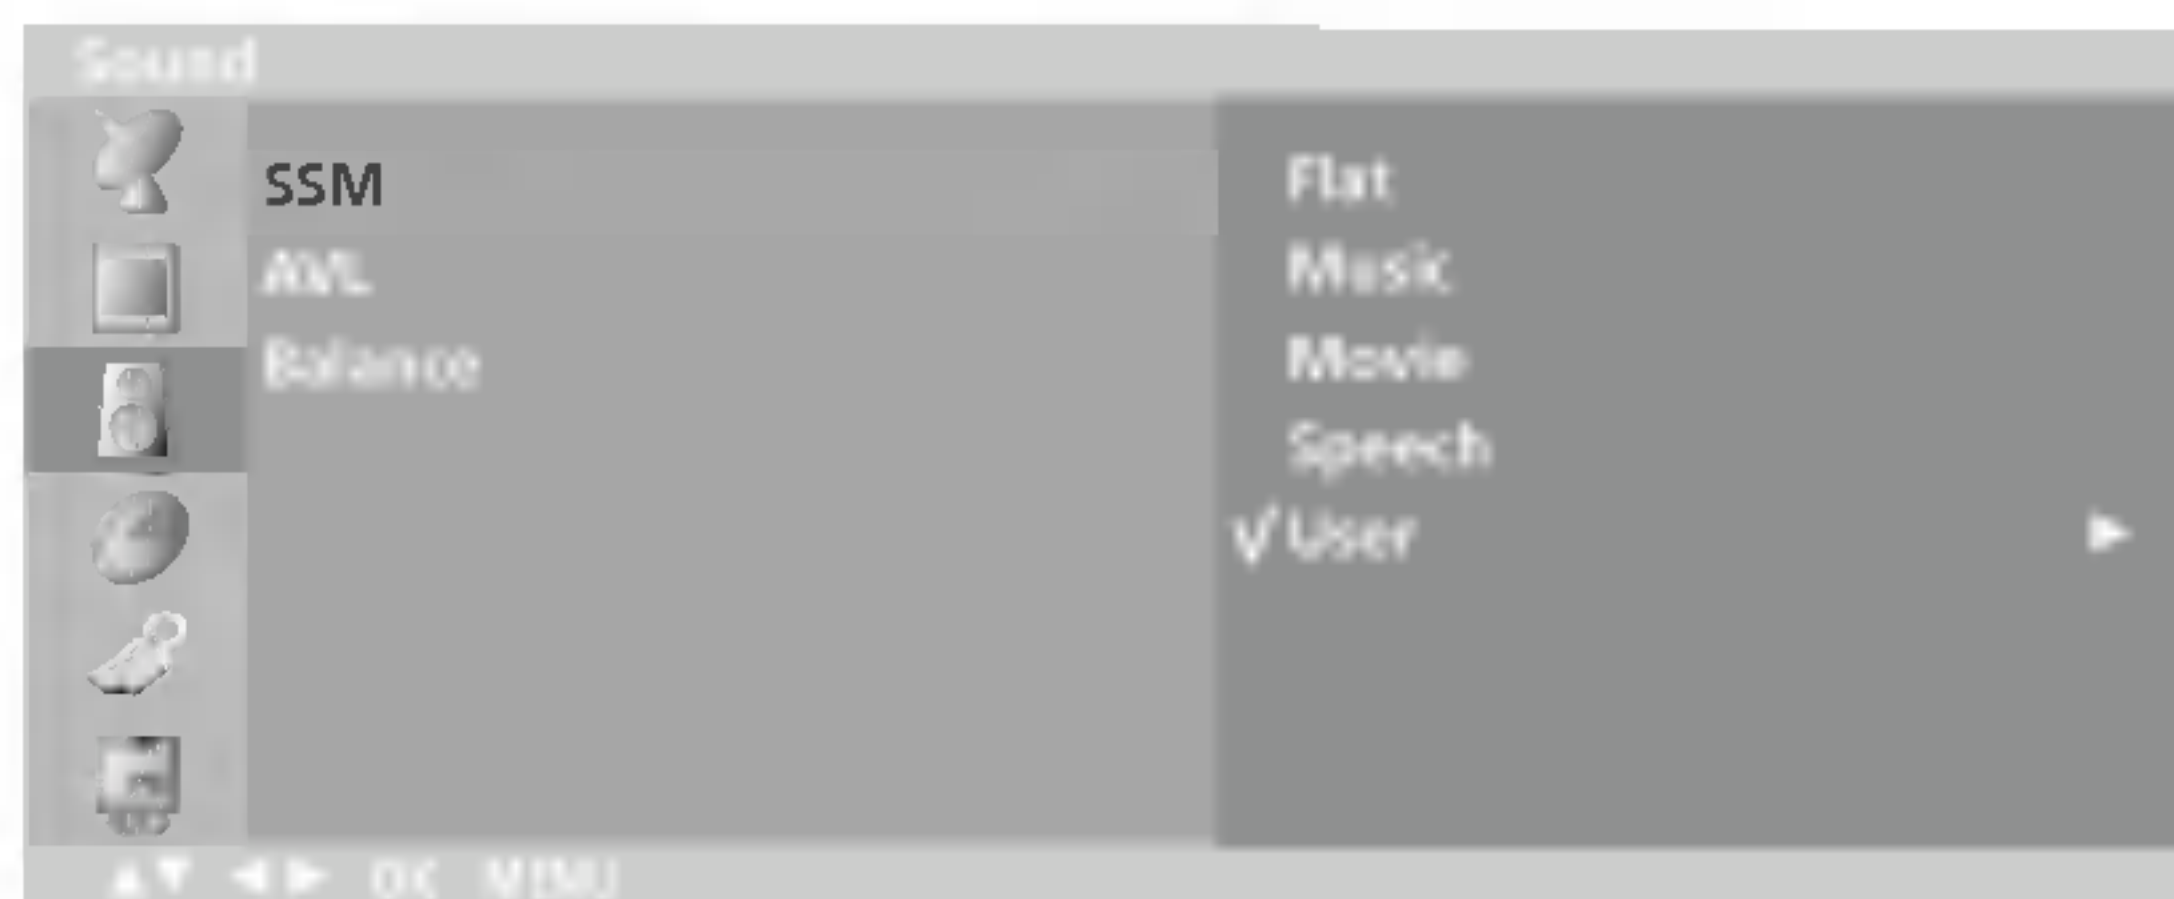 Sound
SSM
AVL
Balance
Flat
Music
Movie
Speech
√ User ►
▲▼ ◄► OK MENU